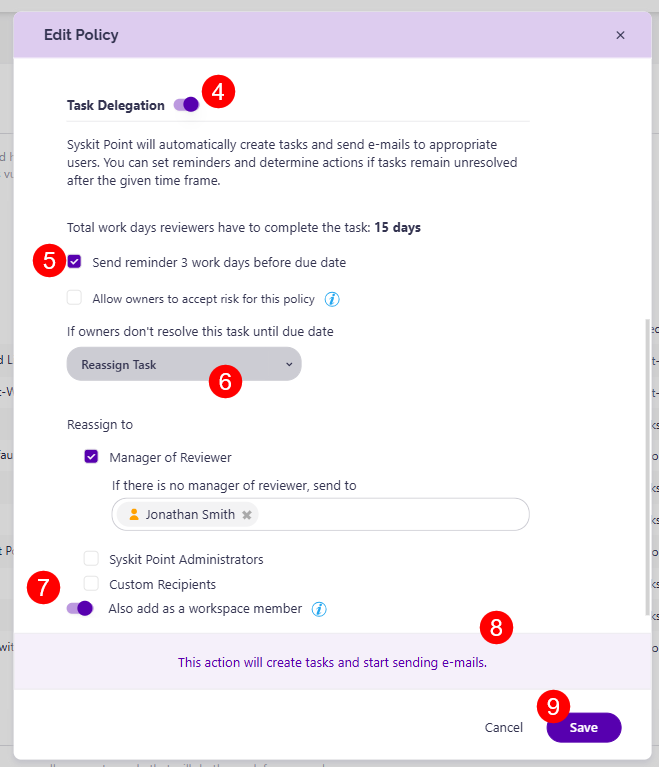 Edit Policy
×
Task Delegation
4
Syskit Point will automatically create tasks and send e-mails to appropriate
users. You can set reminders and determine actions if tasks remain unresolved
after the given time frame.
Total work days reviewers have to complete the task: 15 days
5
Send reminder 3 work days before due date
Allow owners to accept risk for this policy
If owners don't resolve this task until due date
Reassign Task
6
Reassign to
Manager of Reviewer
If there is no manager of reviewer, send to
Jonathan Smith
Syskit Point Administrators
Custom Recipients
7
Also add as a workspace member
8
This action will create tasks and start sending e-mails.
9
Cancel
Save